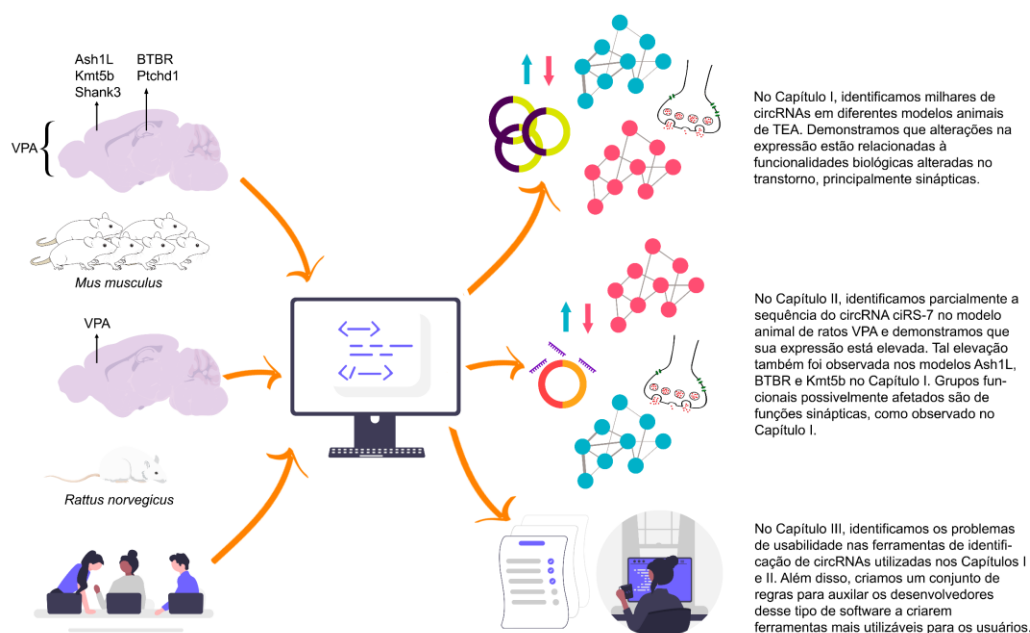 Ash1L
Kmt5b
Shank3
BTBR
Ptchd1
VPA
Mus musculus
VPA
Rattus norvegicus
No Capítulo I, identificamos milhares de
circRNAs em diferentes modelos animais
de TEA. Demonstramos que alterações na
expressão estão relacionadas à
funcionalidades biológicas alteradas no
transtorno, principalmente sinápticas.
No Capítulo II, identificamos parcialmente a
sequência do circRNA ciRS-7 no modelo
animal de ratos VPA e demonstramos que
sua expressão está elevada. Tal elevação
também foi observada nos modelos Ash1L,
BTBR e Kmt5b no Capítulo I. Grupos fun-
cionais possivelmente afetados são de
funções sinápticas, como observado no
Capítulo I.
No Capítulo III, identificamos os problemas
de usabilidade nas ferramentas de identifi-
cação de circRNAs utilizadas nos Capítulos I
e II. Além disso, criamos um conjunto de
regras para auxilar os desenvolvedores
desse tipo de software a criarem
ferramentas mais utilizáveis para os usuários.